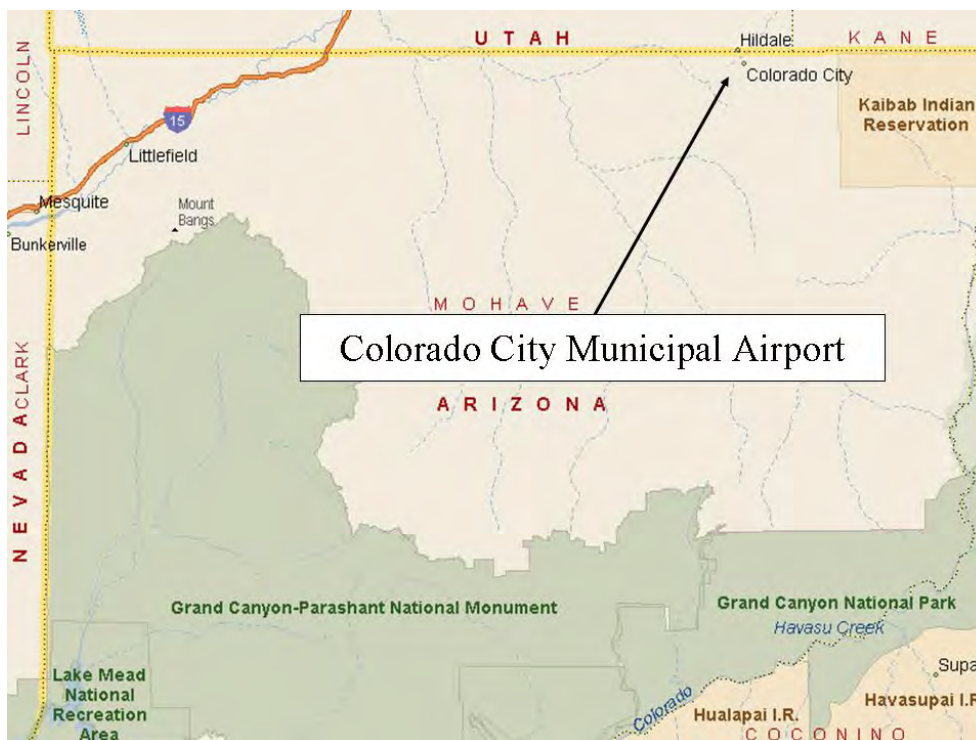 UTAH
KANE
Hildale
Colorado City
LINCOLN
Kaibab Indian
Reservation
15
Littlefield
Mesquite
Mount
Bangs
Bunkerville
MOHAVE
Colorado City Municipal Airport
ARIZONA
CLARK
NEVADA
Grand Canyon-Parashant National Monument
Grand Canyon National Park
Havasu Creek
Lake Mead
National
Recreation
Area
Supa
Colorado
Hualapai I.R.
Havasupai I.R
COCONINO